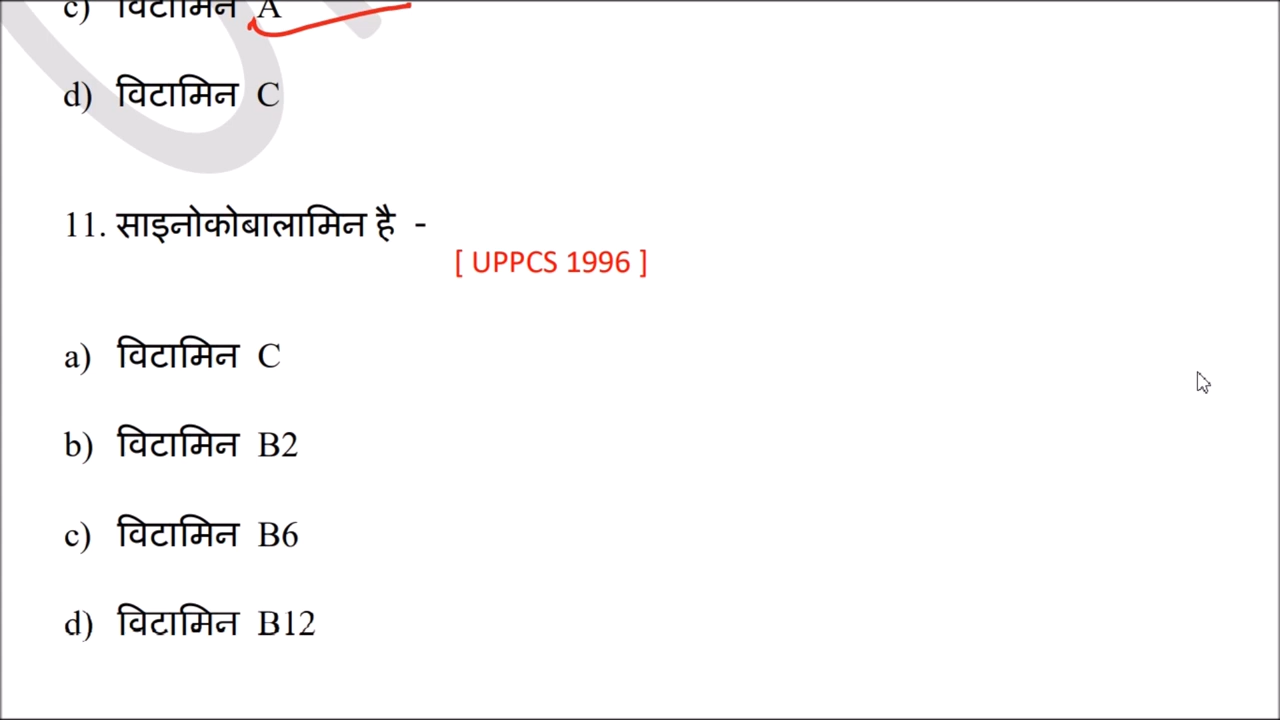 c) विटामिन A
d) विटामिन C
11. साइनोकोबालामिन है -
[ UPPCS 1996 ]
a) विटामिन C
b) विटामिन B2
c) विटामिन B6
d) विटामिन B12